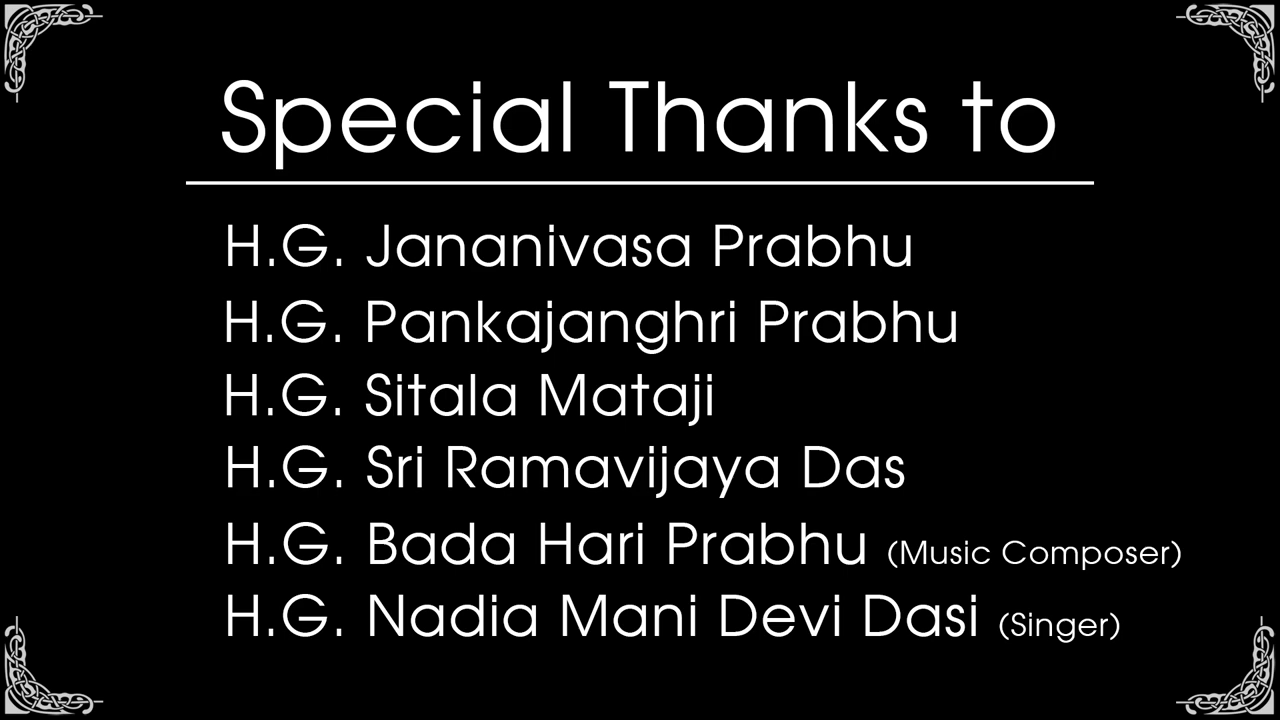 Special Thanks to
H.G. Jananivasa Prabhu
H.G. Pankajanghri Prabhu
H.G. Sitala Mataji
H.G. Sri Ramavijaya Das
H.G. Bada Hari Prabhu (Music Composer)
H.G. Nadia Mani Devi Dasi (Singer)